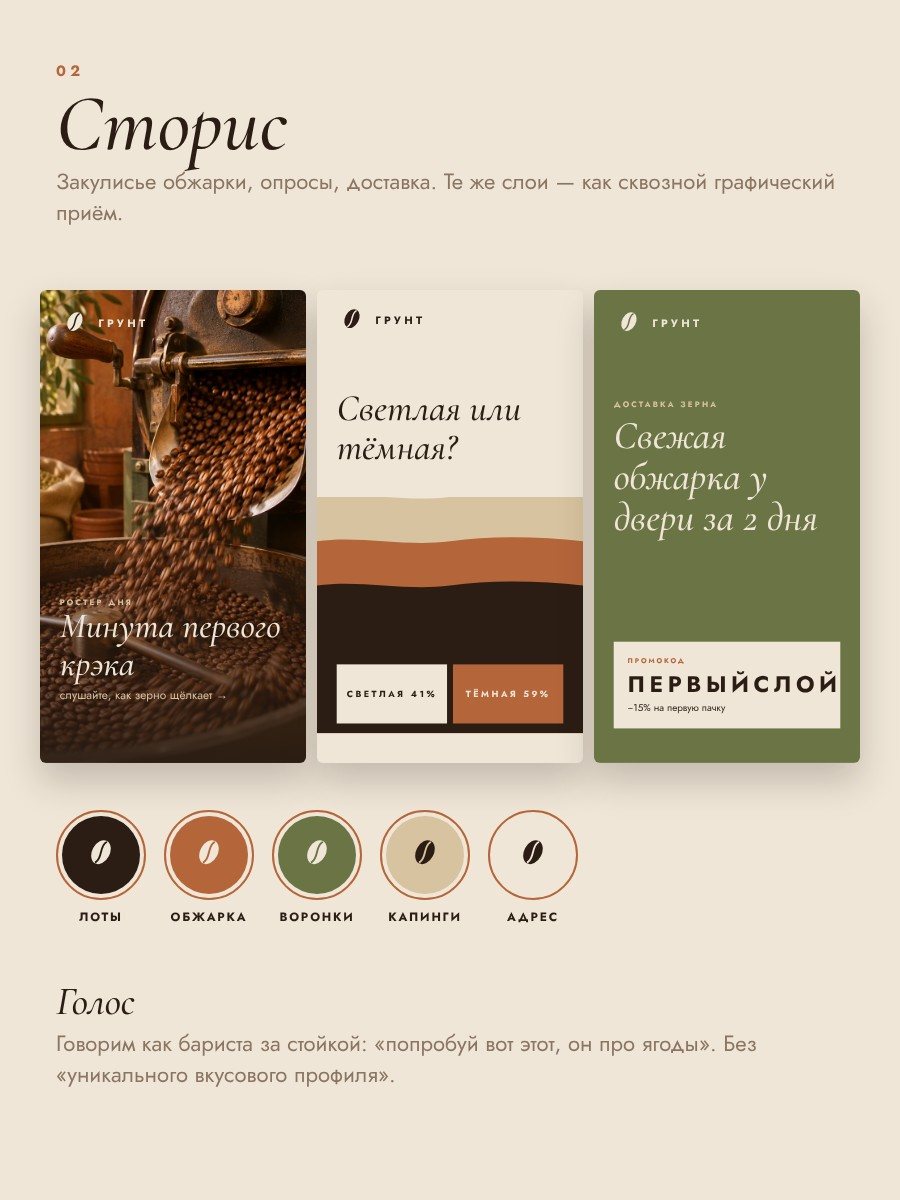 02
Сторис
Закулисье обжарки, опросы, доставка. Те же слои — как сквозной графический
приём.
ГРУНТ
РОСТЕР ДНЯ
Минута первого
крэка
слушайте, как зерно щёлкает →
ГРУНТ
Светлая или
тёмная?
СВЕТЛАЯ 41%
ТЁМНАЯ 59%
ГРУНТ
ДОСТАВКА ЗЕРНА
Свежая
обжарка у
двери за 2 дня
ПРОМОКОД
ПЕРВЫЙСЛОЙ
−15% на первую пачку
ЛОТЫ
ОБЖАРКА
ВОРОНКИ
КАПИНГИ
АДРЕС
Голос
Говорим как бариста за стойкой: «попробуй вот этот, он про ягоды». Без
«уникального вкусового профиля».